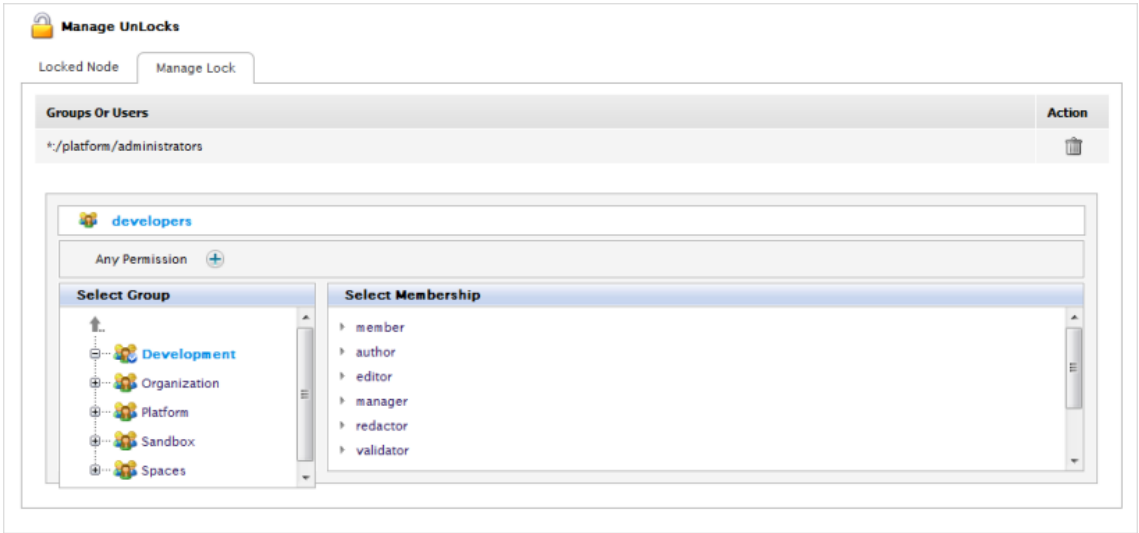 Manage UnLocks
Locked Node
Manage Lock
Groups Or Users
Action
*:/platform/administrators
developers
Any Permission
Select Group
Select Membership
Development
Organization
Platform
Sandbox
Spaces
member
author
editor
manager
redactor
validator